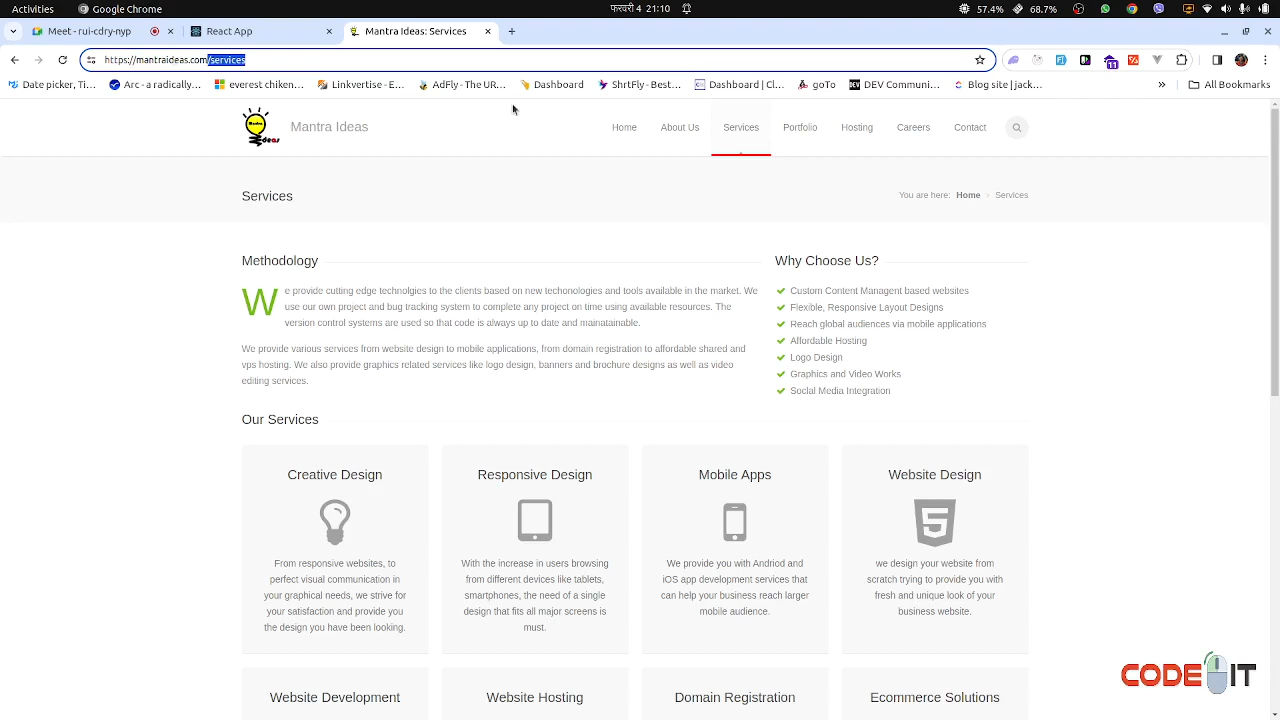 Activities
Google Chrome
फागुन 4 21:10
57.4%
68.7%
Meet - rui-cdry-nyp
React App
Mantra Ideas: Services
https://mantraideas.com/services
11
Date picker, Ti...
Arc - a radically d...
everest chiken...
Linkvertise - E...
AdFly - The UR...
Dashboard
ShrtFly - Best...
Dashboard | Cl...
goTo
DEV Communi...
Blog site|jack...
»
All Bookmarks
Mantra Ideas
Home
About Us
Services
Portfolio
Hosting
Careers
Contact
Services
You are here: Home › Services
Methodology
We provide cutting edge technolgies to the clients based on new techonologies and tools available in the market. We
use our own project and bug tracking system to complete any project on time using available resources. The
version control systems are used so that code is always up to date and mainatainable.
We provide various services from website design to mobile applications, from domain registration to affordable shared and
vps hosting. We also provide graphics related services like logo design, banners and brochure designs as well as video
editing services.
Why Choose Us?
Custom Content Managent based websites
Flexible, Responsive Layout Designs
Reach global audiences via mobile applications
Affordable Hosting
Logo Design
Graphics and Video Works
Soclal Media Integration
Our Services
Creative Design
From responsive websites, to
perfect visual communication in
your graphical needs, we strive for
your satisfaction and provide you
the design you have been looking.
Responsive Design
With the increase in users browsing
from different devices like tablets,
smartphones, the need of a single
design that fits all major screens is
must.
Mobile Apps
We provide you with Andriod and
iOS app development services that
can help your business reach larger
mobile audience.
Website Design
we design your website from
scratch trying to provide you with
fresh and unique look of your
business website.
Website Development
Website Hosting
Domain Registration
Ecommerce Solutions
CODE IT